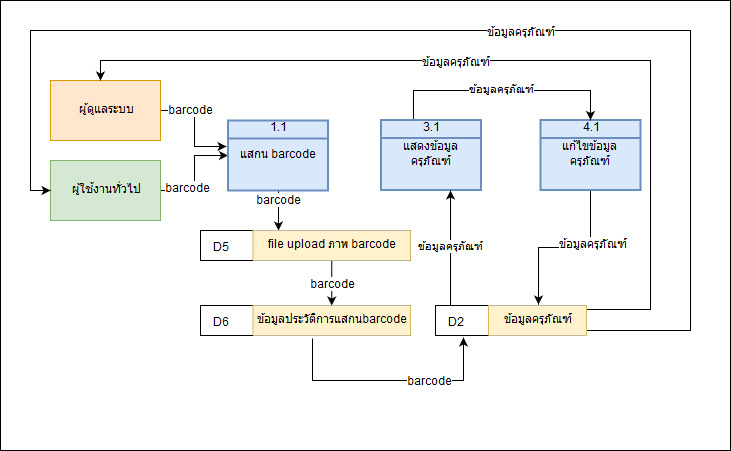 ข้อมูลครุภัณฑ์
ข้อมูลครุภัณฑ์
ผู้ดูแลระบบ
barcode
ข้อมูลครุภัณฑ์
1.1
สแกน barcode
3.1
แสดงข้อมูล
ครุภัณฑ์
4.1
แก้ไขข้อมูล
ครุภัณฑ์
ผู้ใช้งานทั่วไป
barcode
barcode
D5
file upload ภาพ barcode
ข้อมูลครุภัณฑ์
ข้อมูลครุภัณฑ์
barcode
D6
ข้อมูลประวัติการแสกนbarcode
D2
ข้อมูลครุภัณฑ์
barcode